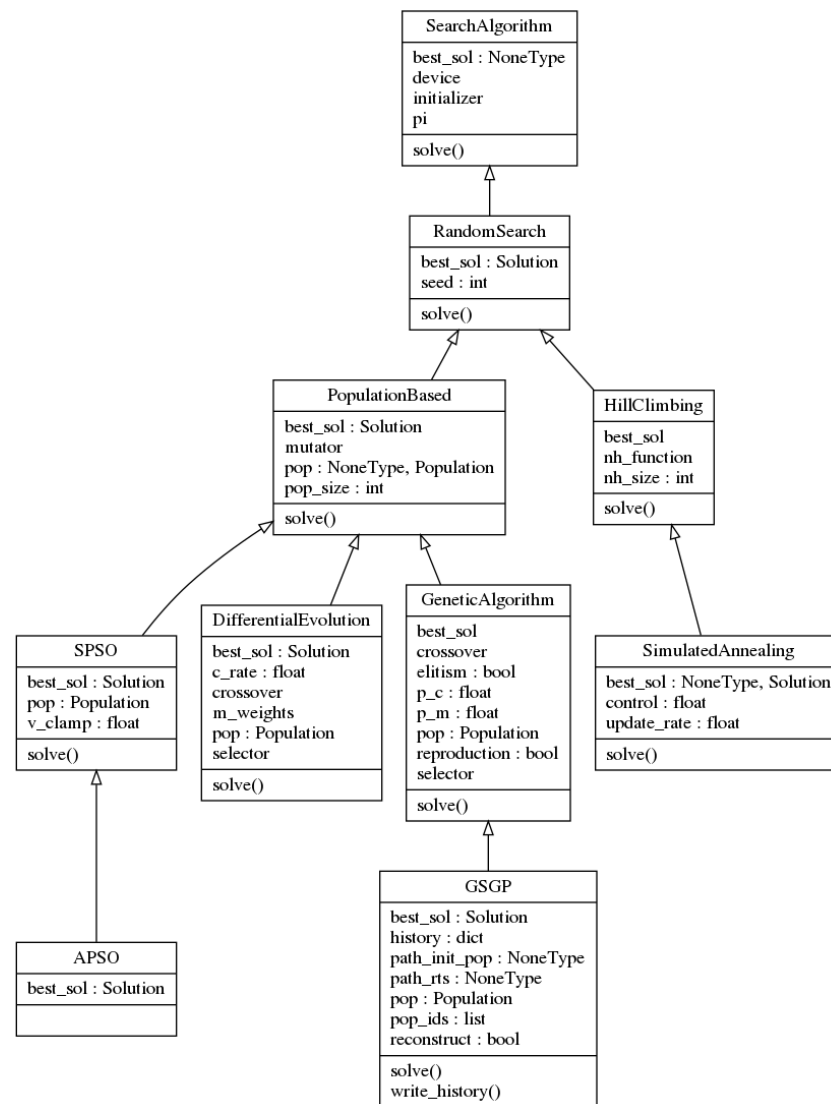 SearchAlgorithm
best_sol : NoneType
device
initializer
pi
solve()
RandomSearch
best_sol : Solution
seed : int
solve()
PopulationBased
best_sol : Solution
mutator
pop : NoneType, Population
pop_size : int
solve()
HillClimbing
best_sol
nh_function
nh_size : int
solve()
SPSO
best_sol : Solution
pop : Population
v_clamp : float
solve()
DifferentialEvolution
best_sol : Solution
c_rate : float
crossover
m_weights
pop : Population
selector
solve()
GeneticAlgorithm
best_sol
crossover
elitism : bool
p_c : float
p_m : float
pop : Population
reproduction : bool
selector
solve()
SimulatedAnnealing
best_sol : NoneType, Solution
control : float
update_rate : float
solve()
APSO
best_sol : Solution
GSGP
best_sol : Solution
history : dict
path_init_pop : NoneType
path_rts : NoneType
pop : Population
pop_ids : list
reconstruct : bool
solve()
write_history()